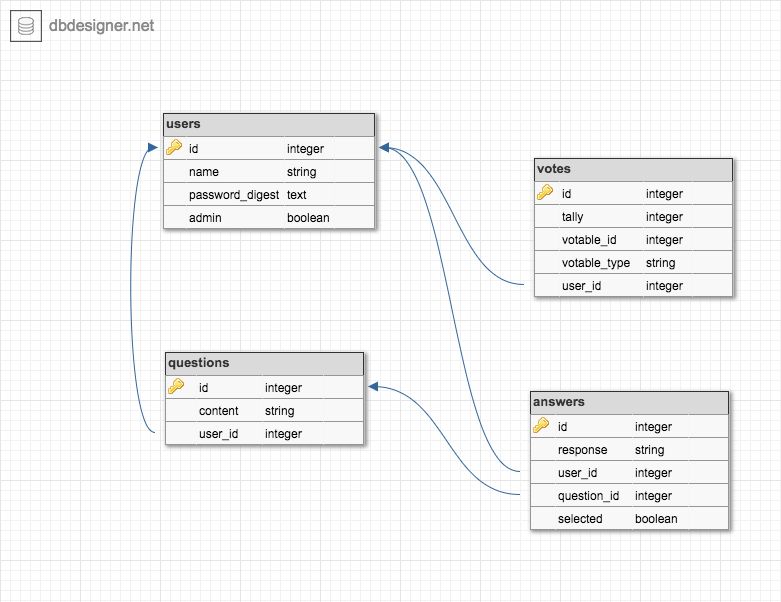 dbdesigner.net
users
id integer
name string
password_digest text
admin boolean
votes
id integer
tally integer
votable_id integer
votable_type string
user_id integer
questions
id integer
content string
user_id integer
answers
id integer
response string
user_id integer
question_id integer
selected boolean